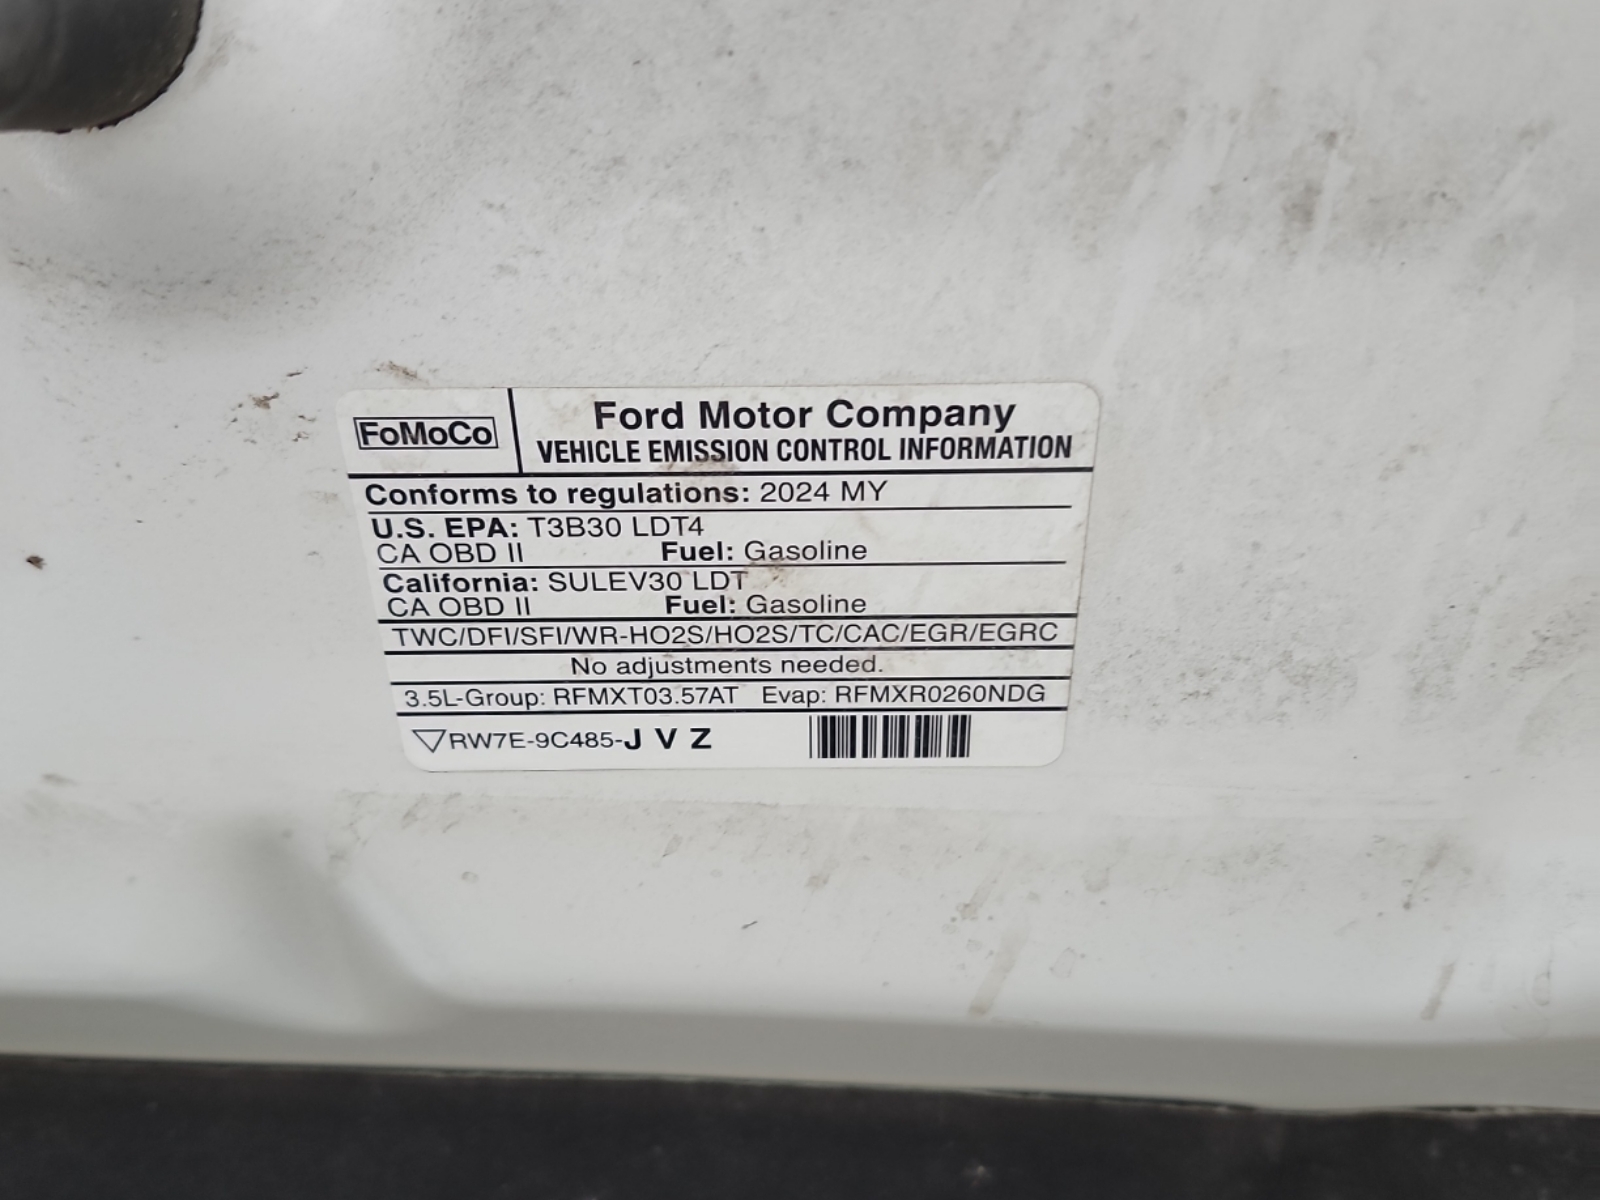 FoMoCo
Ford Motor Company
VEHICLE EMISSION CONTROL INFORMATION
Conforms to regulations: 2024 MY
U.S. EPA: T3B30 LDT4
CA OBD II Fuel: Gasoline
California: SULEV30 LDT
CA OBD II Fuel: Gasoline
TWC/DFI/SFI/WR-HO2S/HO2S/TC/CAC/EGR/EGRC
No adjustments needed.
3.5L-Group: RFMXT03.57AT Evap: RFMXR0260NDG
RW7E-9C485-J V Z